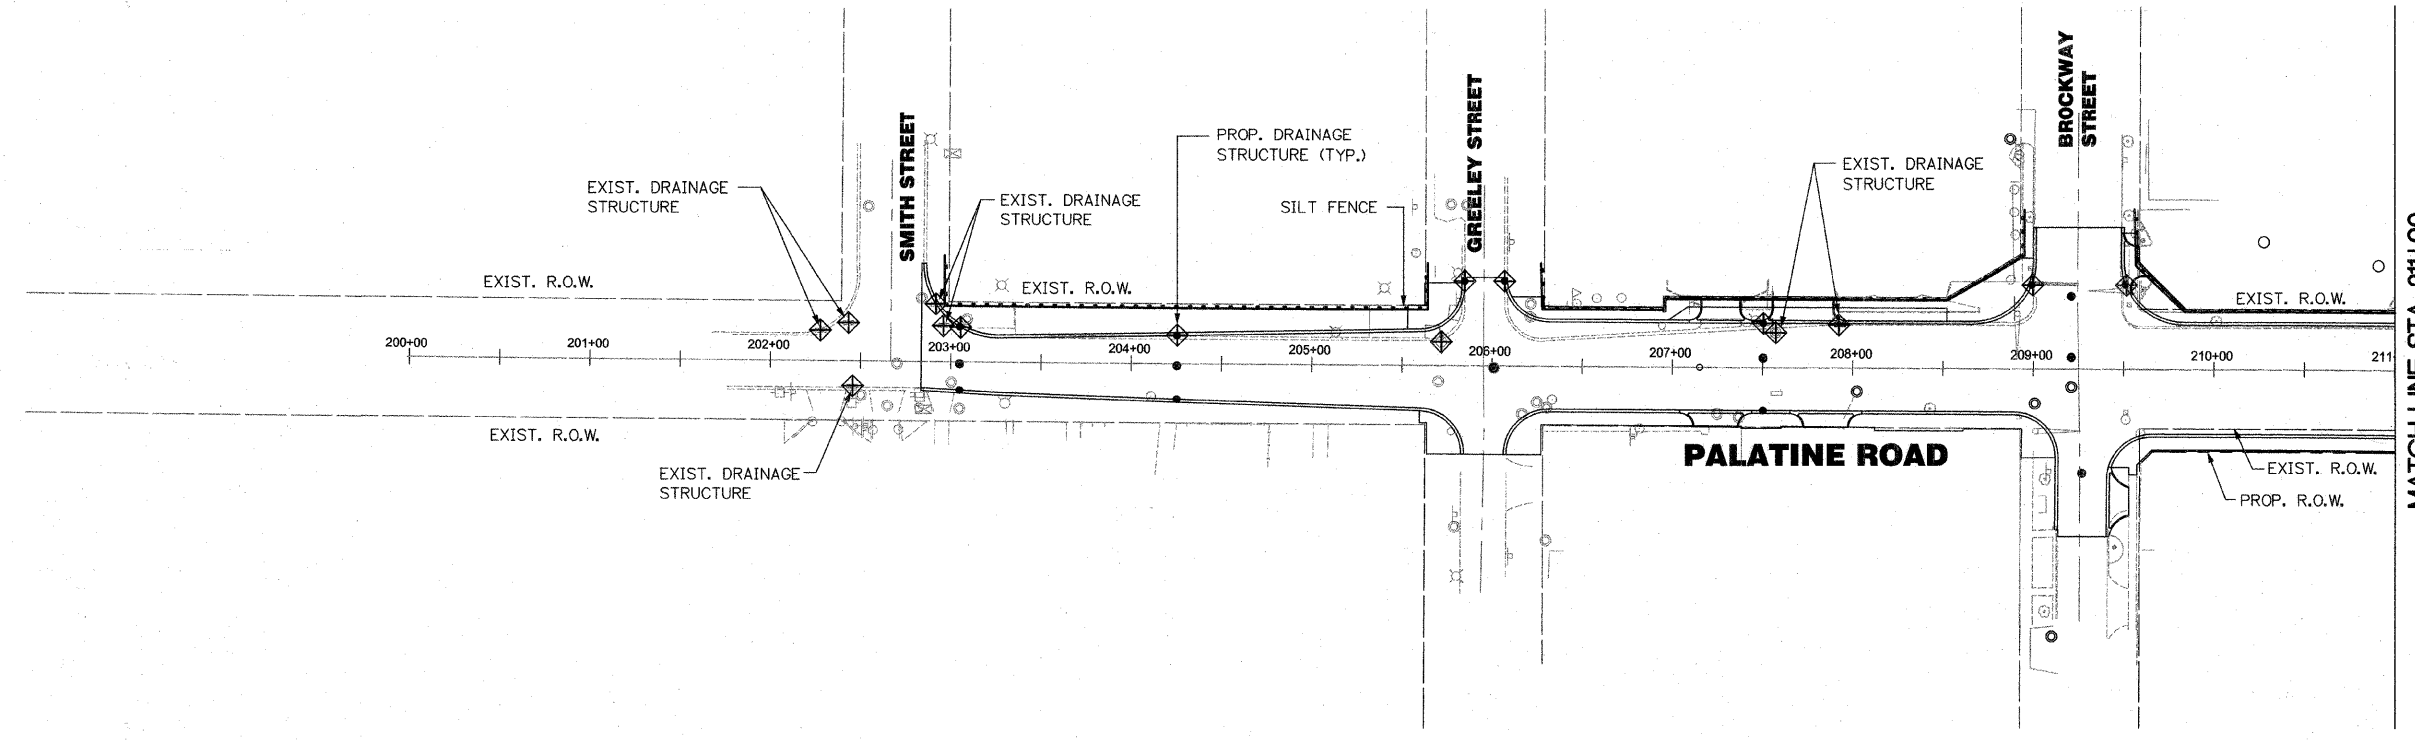 BROCKWAY
STREET
GREELEY STREET
SMITH STREET
PROP. DRAINAGE
STRUCTURE (TYP.)
EXIST. DRAINAGE
STRUCTURE
EXIST. DRAINAGE
STRUCTURE
EXIST. DRAINAGE
STRUCTURE
SILT FENCE
EXIST. R.O.W.
EXIST. R.O.W.
EXIST. R.O.W.
200+00
201+00
202+00
203+00
204+00
205+00
206+00
207+00
208+00
209+00
210+00
211
EXIST. R.O.W.
PALATINE ROAD
EXIST. DRAINAGE
STRUCTURE
EXIST. R.O.W.
PROP. R.O.W.